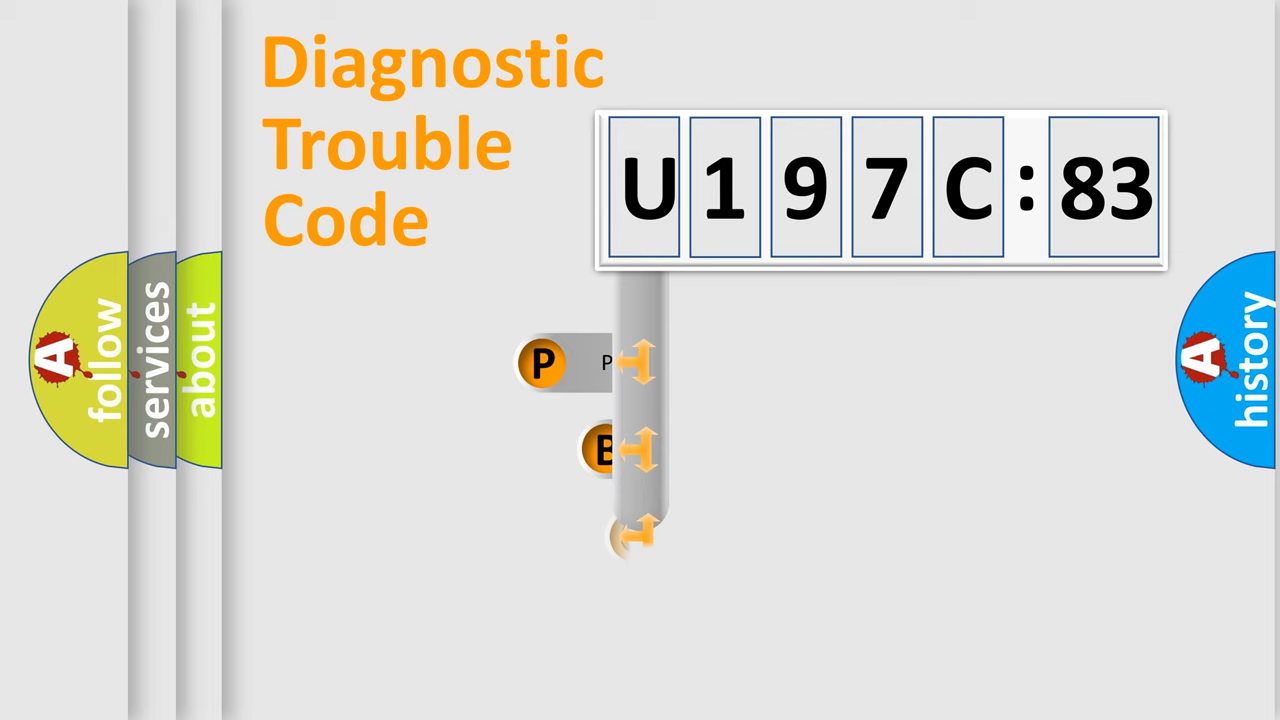 Diagnostic
Trouble
Code
U197C:83
P P
B
A follow
services
about
A history